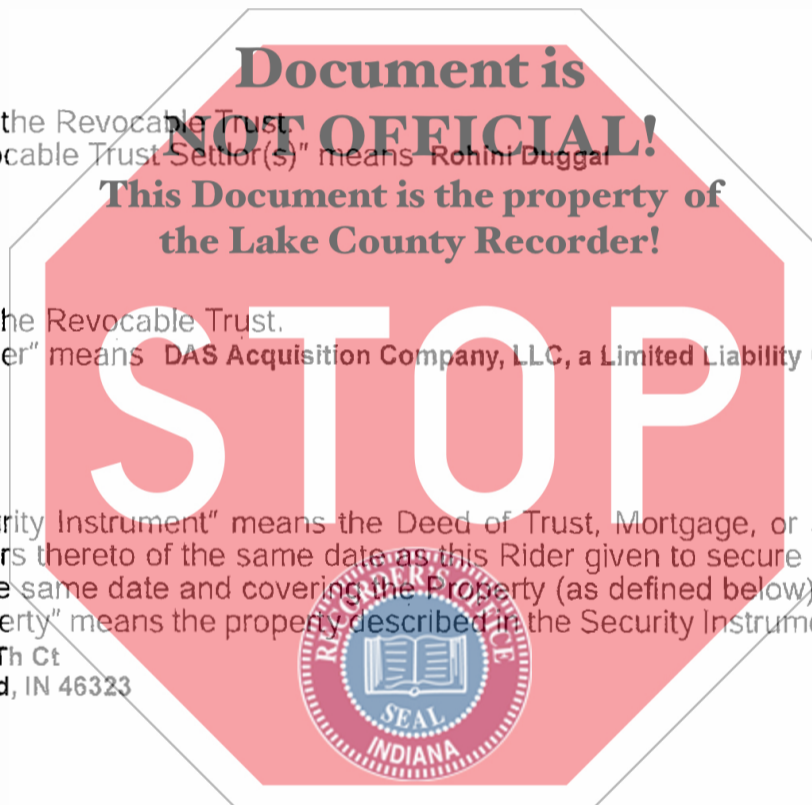 Document is
the Revocable Trust.
NOT OFFICIAL!
ocable Trust Settlor(s)" means Rohini Duggal
This Document is the property of
the Lake County Recorder!
he Revocable Trust.
er" means DAS Acquisition Company, LLC, a Limited Liability
STOP
rity Instrument" means the Deed of Trust, Mortgage, or
rs thereto of the same date as this Rider given to secure
e same date and covering the Property (as defined below)
erty" means the property described in the Security Instrum
Th Ct
d, IN 46323
RECORDER'S OFFICE
SEAL
INDIANA